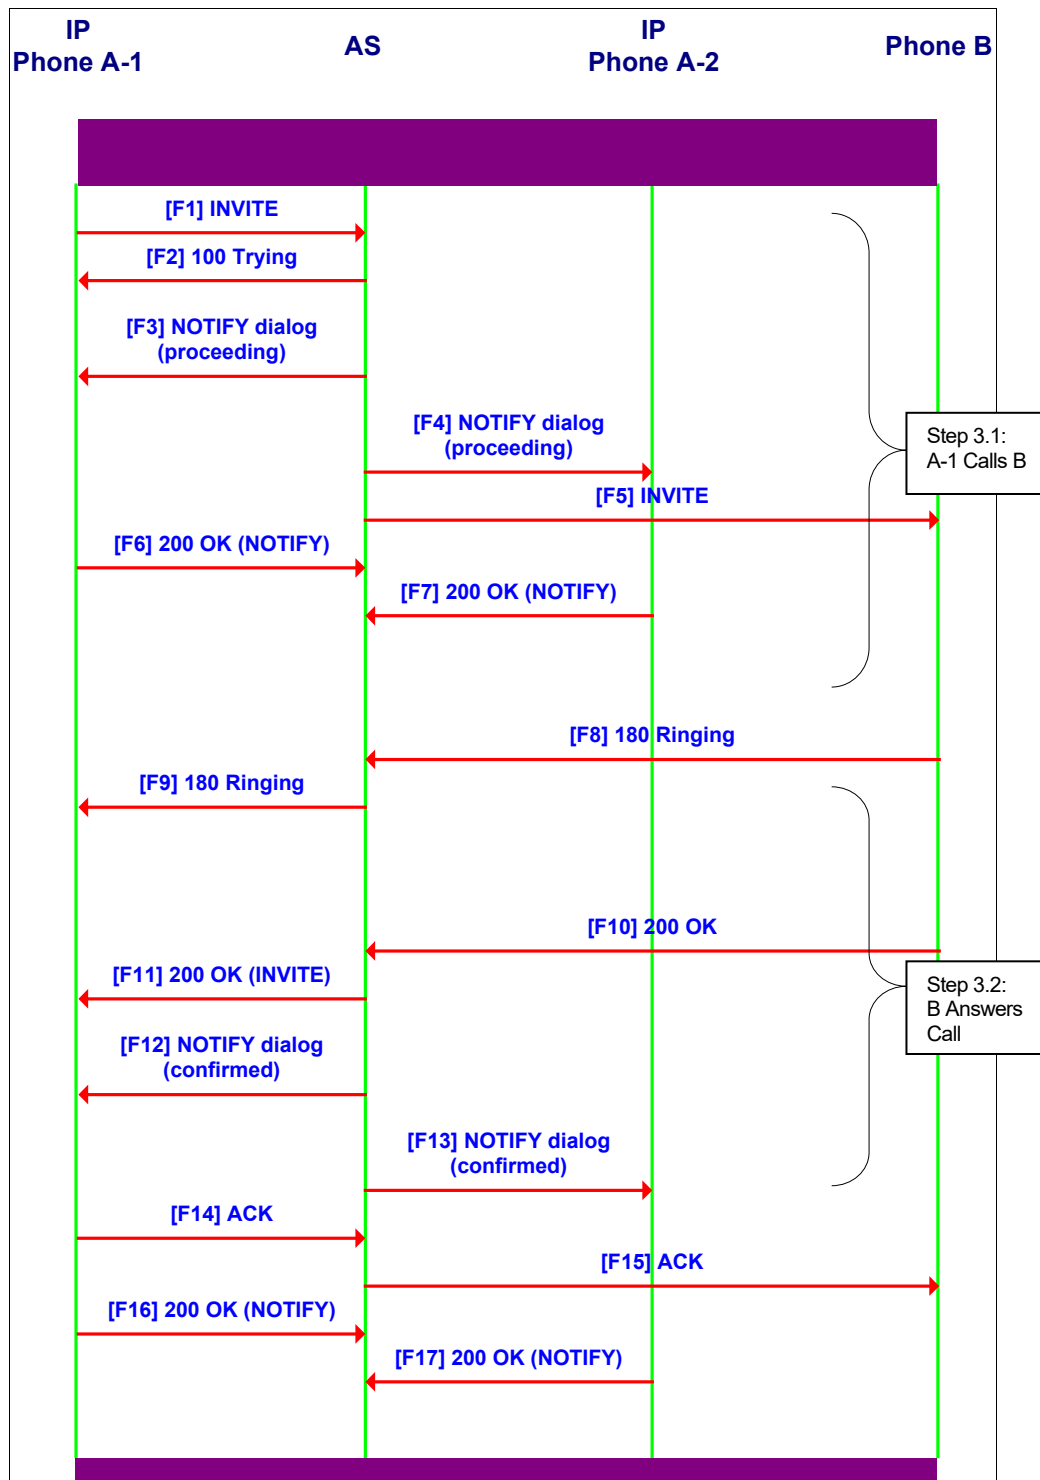 IP
Phone A-1
AS
IP
Phone A-2
Phone B
[F1] INVITE
[F2] 100 Trying
[F3] NOTIFY dialog
(proceeding)
[F4] NOTIFY dialog
(proceeding)
Step 3.1:
A-1 Calls B
[F5] INVITE
[F6] 200 OK (NOTIFY)
[F7] 200 OK (NOTIFY)
[F8] 180 Ringing
[F9] 180 Ringing
[F10] 200 OK
[F11] 200 OK (INVITE)
Step 3.2:
B Answers
Call
[F12] NOTIFY dialog
(confirmed)
[F13] NOTIFY dialog
(confirmed)
[F14] ACK
[F15] ACK
[F16] 200 OK (NOTIFY)
[F17] 200 OK (NOTIFY)